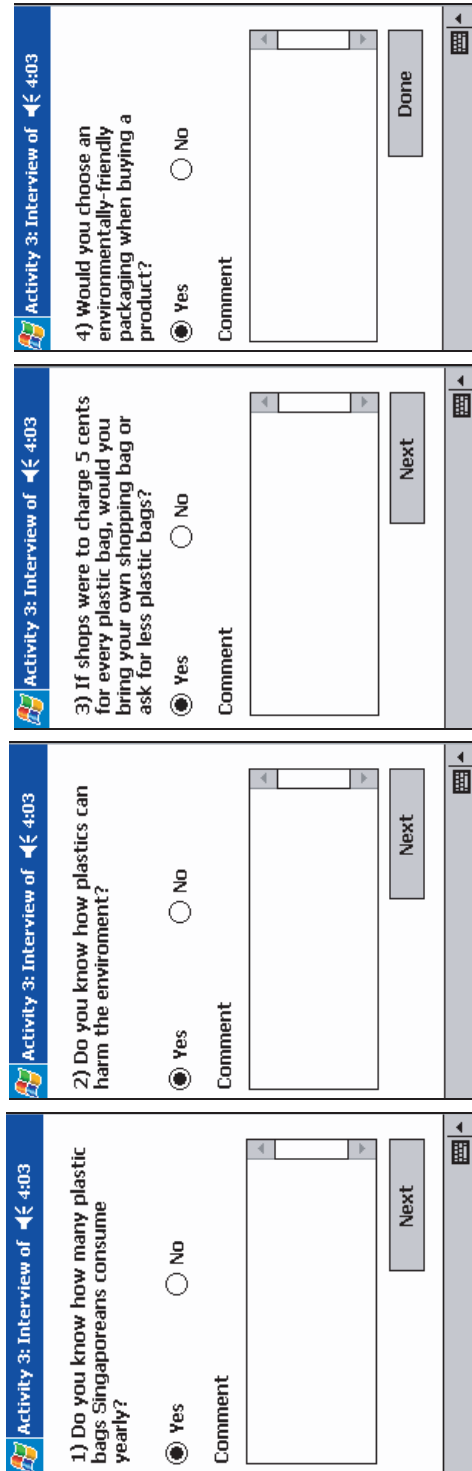 Activity 3: Interview of 4:03
1) Do you know how many plastic
bags Singaporeans consume
yearly?
Yes No
Comment
Next
Activity 3: Interview of 4:03
2) Do you know how plastics can
harm the enviroment?
Yes No
Comment
Next
Activity 3: Interview of 4:03
3) If shops were to charge 5 cents
for every plastic bag, would you
bring your own shopping bag or
ask for less plastic bags?
Yes No
Comment
Next
Activity 3: Interview of 4:03
4) Would you choose an
environmentally-friendly
packaging when buying a
product?
Yes No
Comment
Done